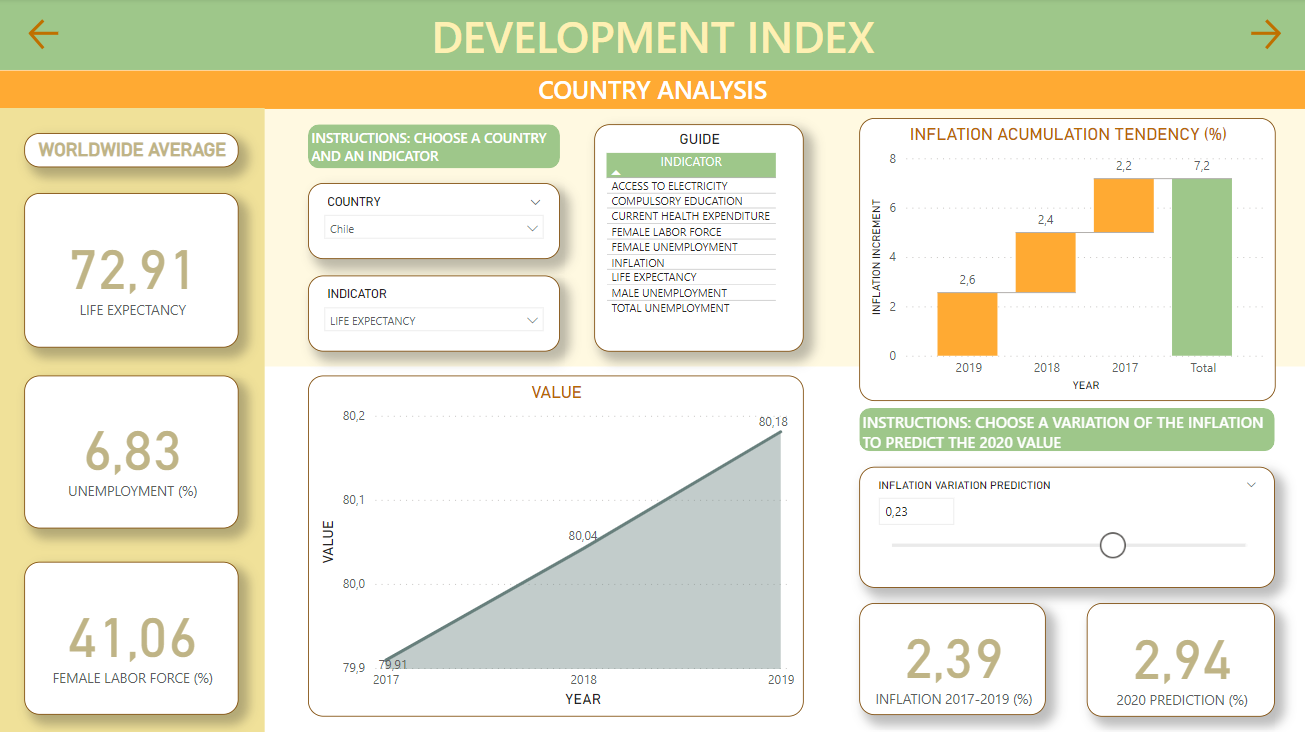 DEVELOPMENT INDEX
COUNTRY ANALYSIS
WORLDWIDE AVERAGE
72,91
LIFE EXPECTANCY
6,83
UNEMPLOYMENT (%)
41,06
FEMALE LABOR FORCE (%)
INSTRUCTIONS: CHOOSE A COUNTRY
AND AN INDICATOR
COUNTRY
Chile
INDICATOR
LIFE EXPECTANCY
GUIDE
INDICATOR
ACCESS TO ELECTRICITY
COMPULSORY EDUCATION
CURRENT HEALTH EXPENDITURE
FEMALE LABOR FORCE
FEMALE UNEMPLOYMENT
INFLATION
LIFE EXPECTANCY
MALE UNEMPLOYMENT
TOTAL UNEMPLOYMENT
VALUE
VALUE
80,2
80,1
80,0
79,9
79,91
80,04
80,18
2017
2018
2019
YEAR
INFLATION ACUMULATION TENDENCY (%)
INFLATION INCREMENT
8
6
4
2
0
2,6
2,4
2,2
7,2
2019
2018
2017
Total
YEAR
INSTRUCTIONS: CHOOSE A VARIATION OF THE INFLATION
TO PREDICT THE 2020 VALUE
INFLATION VARIATION PREDICTION
0,23
2,39
INFLATION 2017-2019 (%)
2,94
2020 PREDICTION (%)